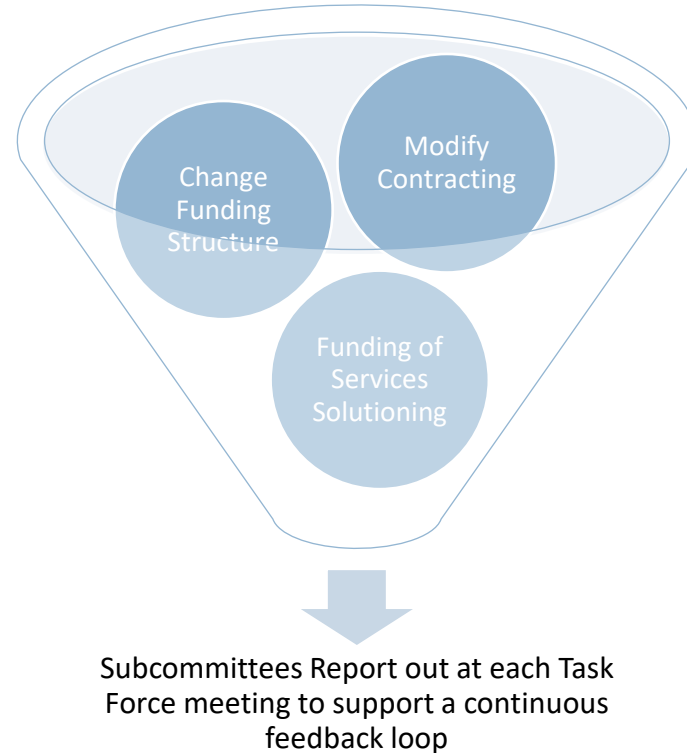 Modify
Contracting
Change
Funding
Structure
Funding of
Services
Solutioning
Subcommittees Report out at each Task
Force meeting to support a continuous
feedback loop